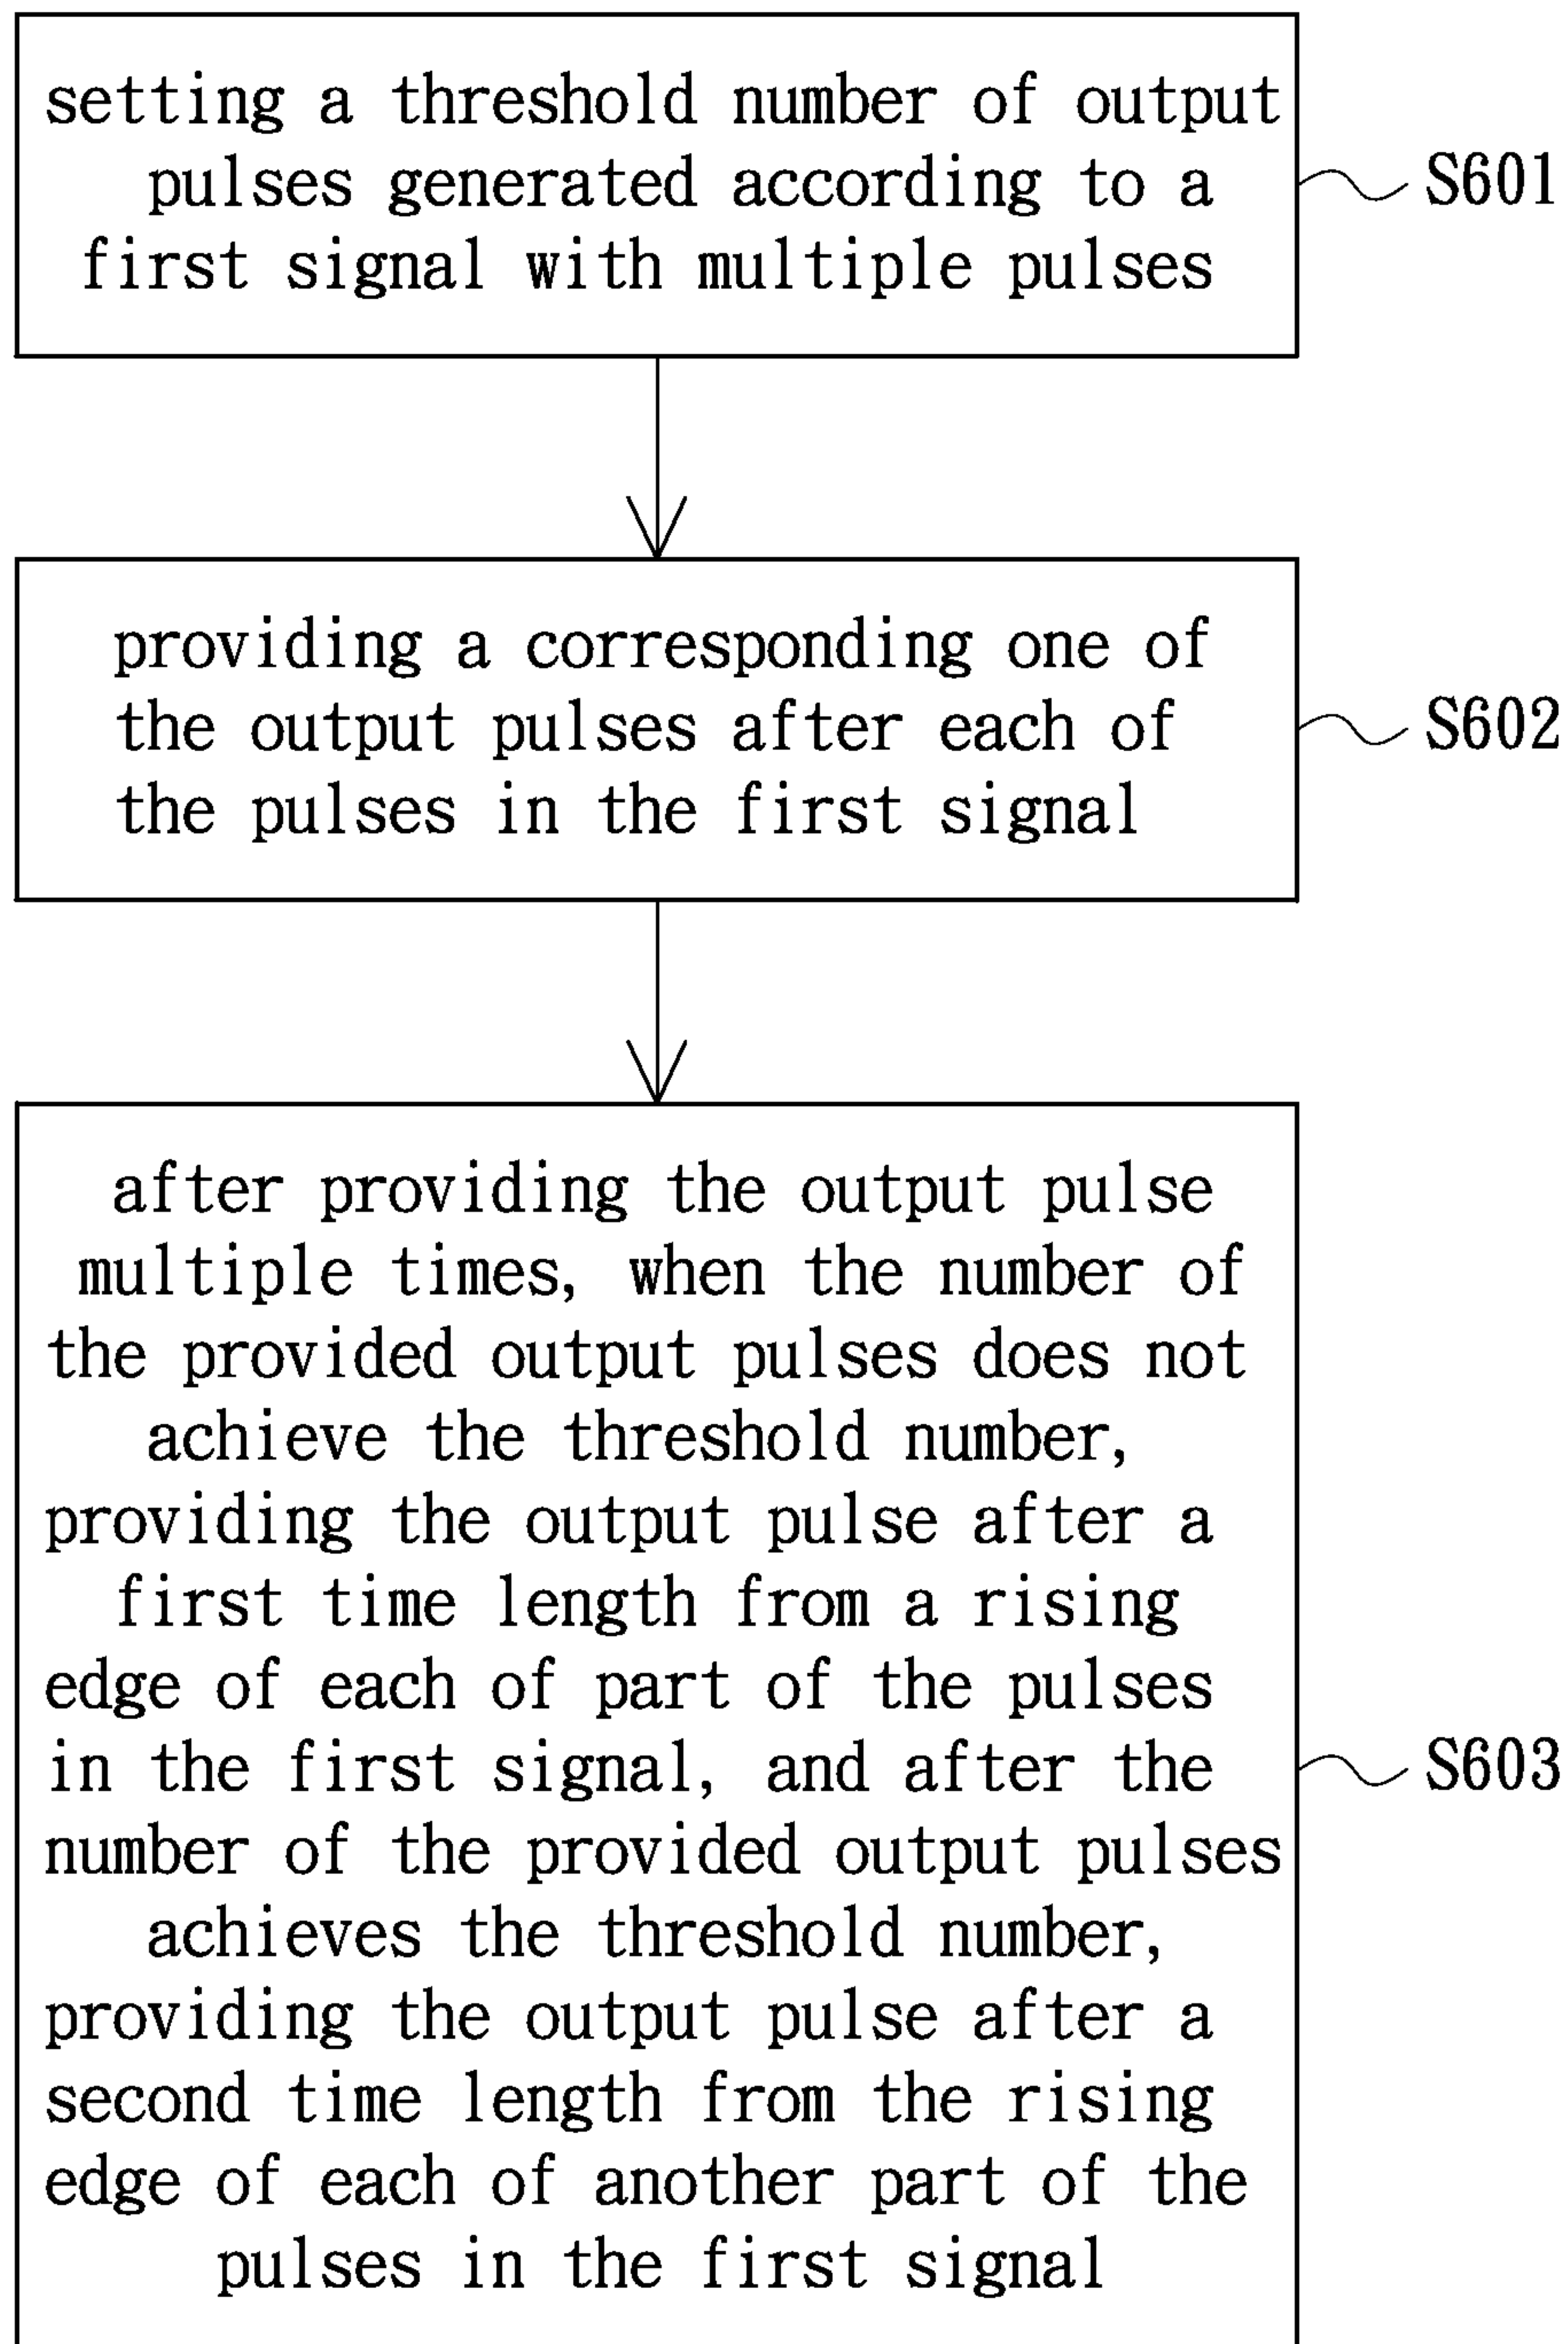 setting a threshold number of output
pulses generated according to a
first signal with multiple pulses
S601
providing a corresponding one of
the output pulses after each of
the pulses in the first signal
S602
after providing the output pulse
multiple times, when the number of
the provided output pulses does not
achieve the threshold number,
providing the output pulse after a
first time length from a rising
edge of each of part of the pulses
in the first signal, and after the
number of the provided output pulses
achieves the threshold number,
providing the output pulse after a
second time length from the rising
edge of each of another part of the
pulses in the first signal
S603